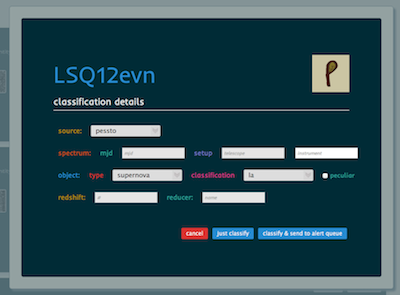 LSQ12evn
classification details
source: pessto
spectrum: mjd mjd setup telescope instrument
object: type supernova classification Ia peculiar
redshift: z reducer: none
cancel just classify classify & send to alert queue